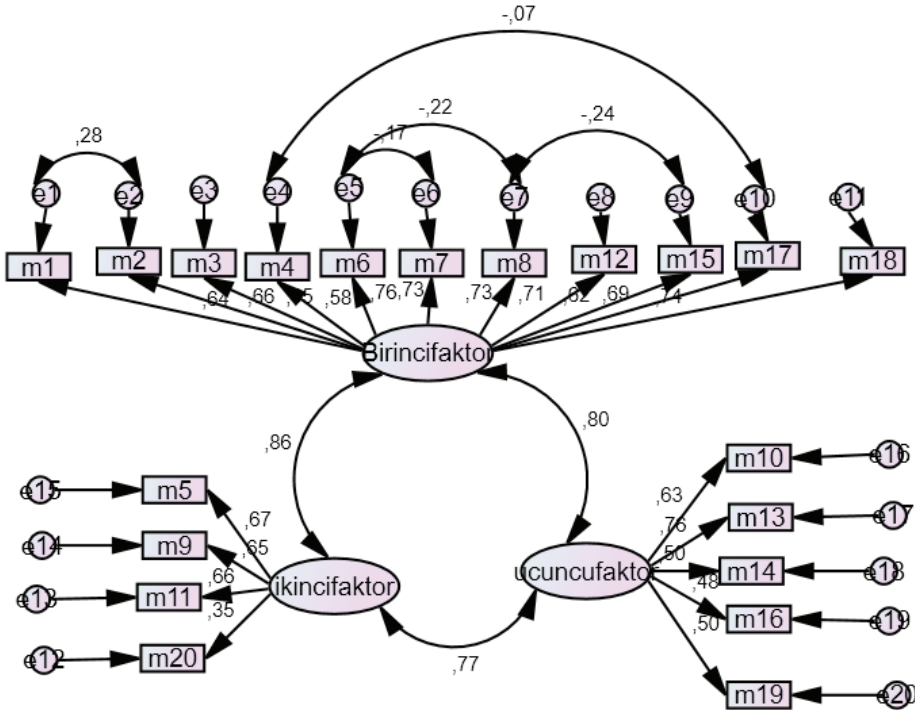 -,07
-,22
-,24
,28
-,17
e1
e2
e3
e4
e5
e6
e7
e8
e9
e10
e11
m1
m2
m3
m4
m6
m7
m8
m12
m15
m17
m18
,64
,66
,58
,76
,73
,73
,71
,62
,69
,74
Birincifaktor
,86
,80
e15
m5
,67
e14
m9
,65
e13
m11
,66
e12
m20
,35
ikincifaktor
,77
ucuncufaktor
,63
m10
e16
,76
m13
e17
,50
m14
e18
,48
m16
e19
,50
m19
e20